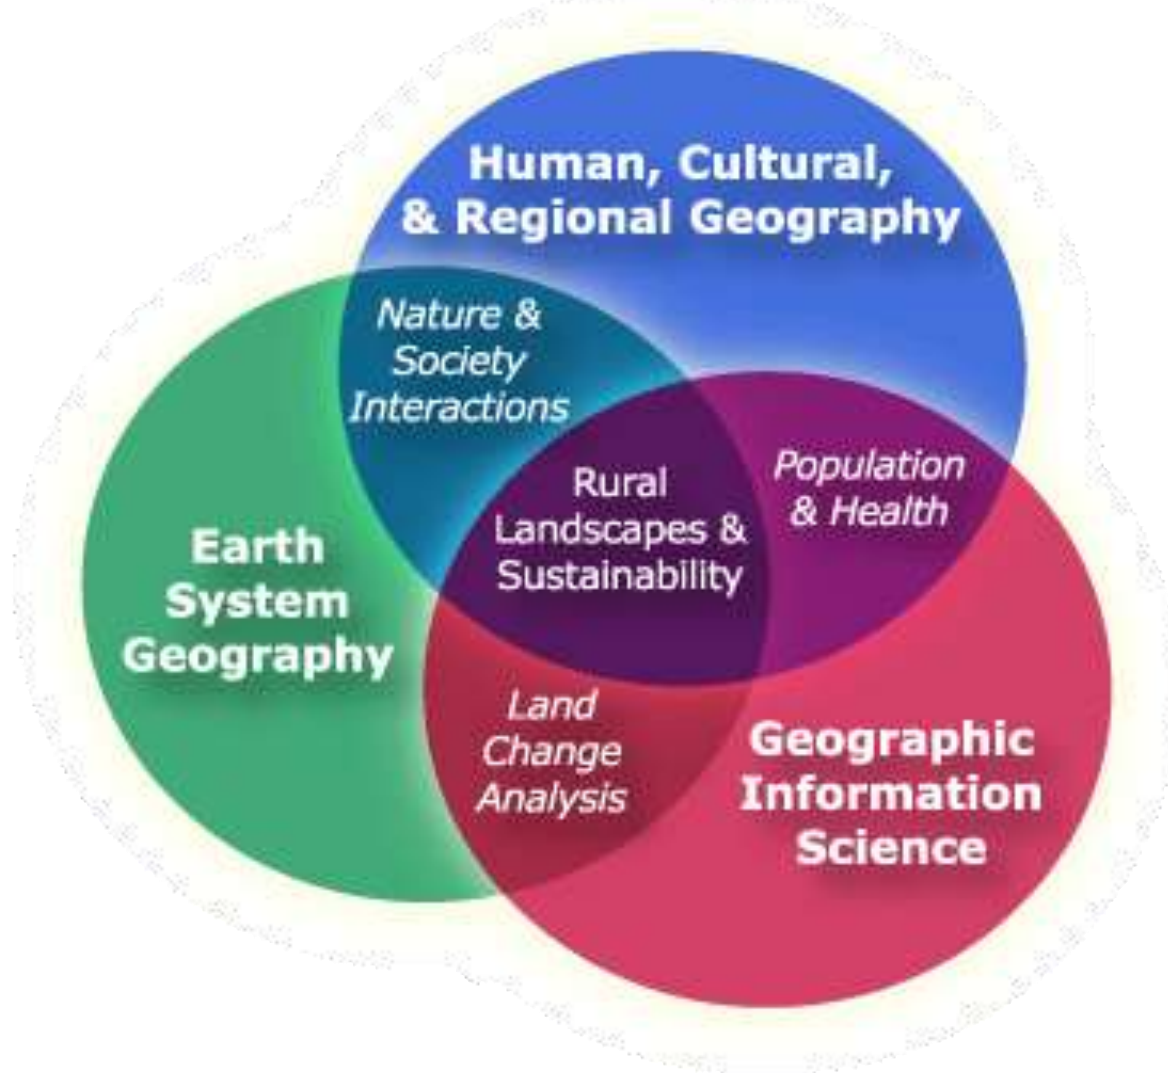 Human, Cultural,
& Regional Geography
Nature &
Society
Interactions
Population
& Health
Rural
Landscapes &
Sustainability
Earth
System
Geography
Land
Change
Analysis
Geographic
Information
Science